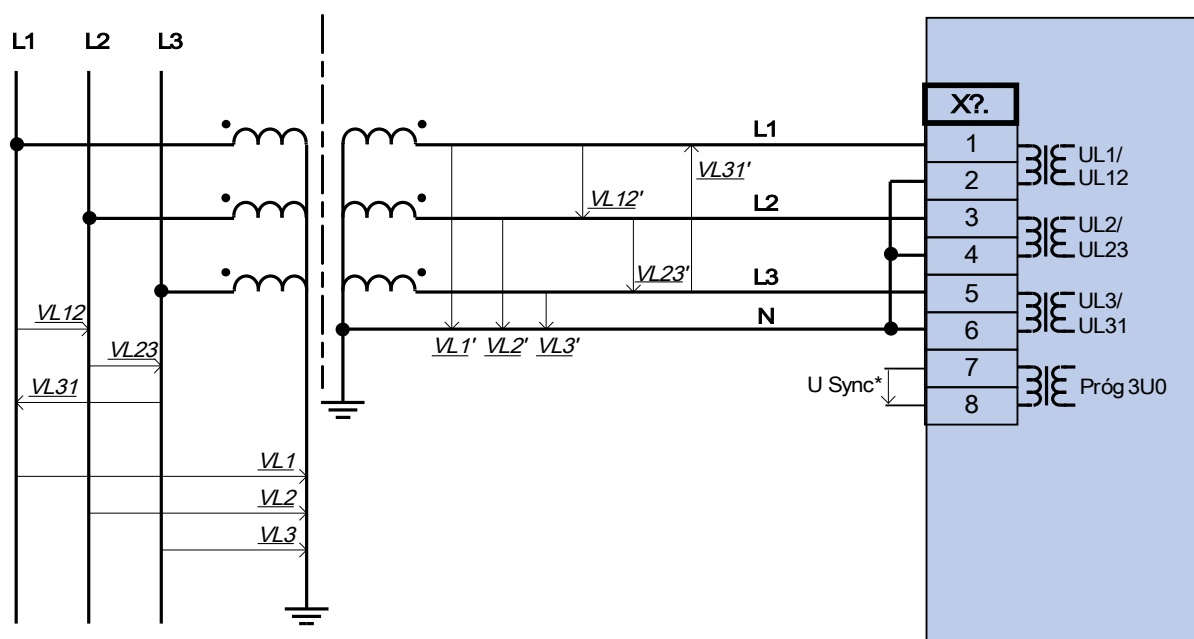 L1 L2 L3
X?.
L1
1
UL1/
UL12
VL31'
2
VL12'
L2
3
UL2/
UL23
4
VL23'
L3
5
UL3/
UL31
VL12
N
6
VL1' VL2' VL3'
VL23
7
U Sync*
Próg 3U0
VL31
8
VL1
VL2
VL3